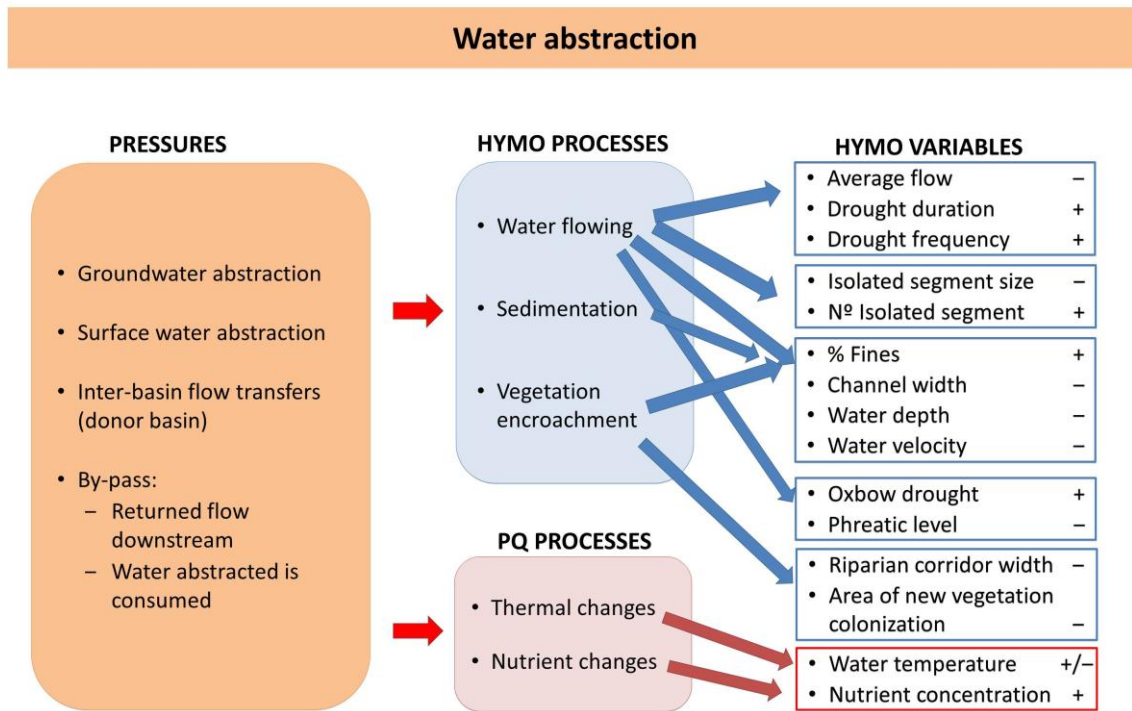 Water abstraction
PRESSURES
• Groundwater abstraction
• Surface water abstraction
• Inter-basin flow transfers
(donor basin)
• By-pass:
– Returned flow
downstream
– Water abstracted is
consumed
HYMO PROCESSES
• Water flowing
• Sedimentation
• Vegetation
encroachment
PQ PROCESSES
• Thermal changes
• Nutrient changes
HYMO VARIABLES
• Average flow –
• Drought duration +
• Drought frequency +
• Isolated segment size –
• Nº Isolated segment +
• % Fines +
• Channel width –
• Water depth –
• Water velocity –
• Oxbow drought +
• Phreatic level –
• Riparian corridor width –
• Area of new vegetation
colonization –
• Water temperature +/–
• Nutrient concentration +